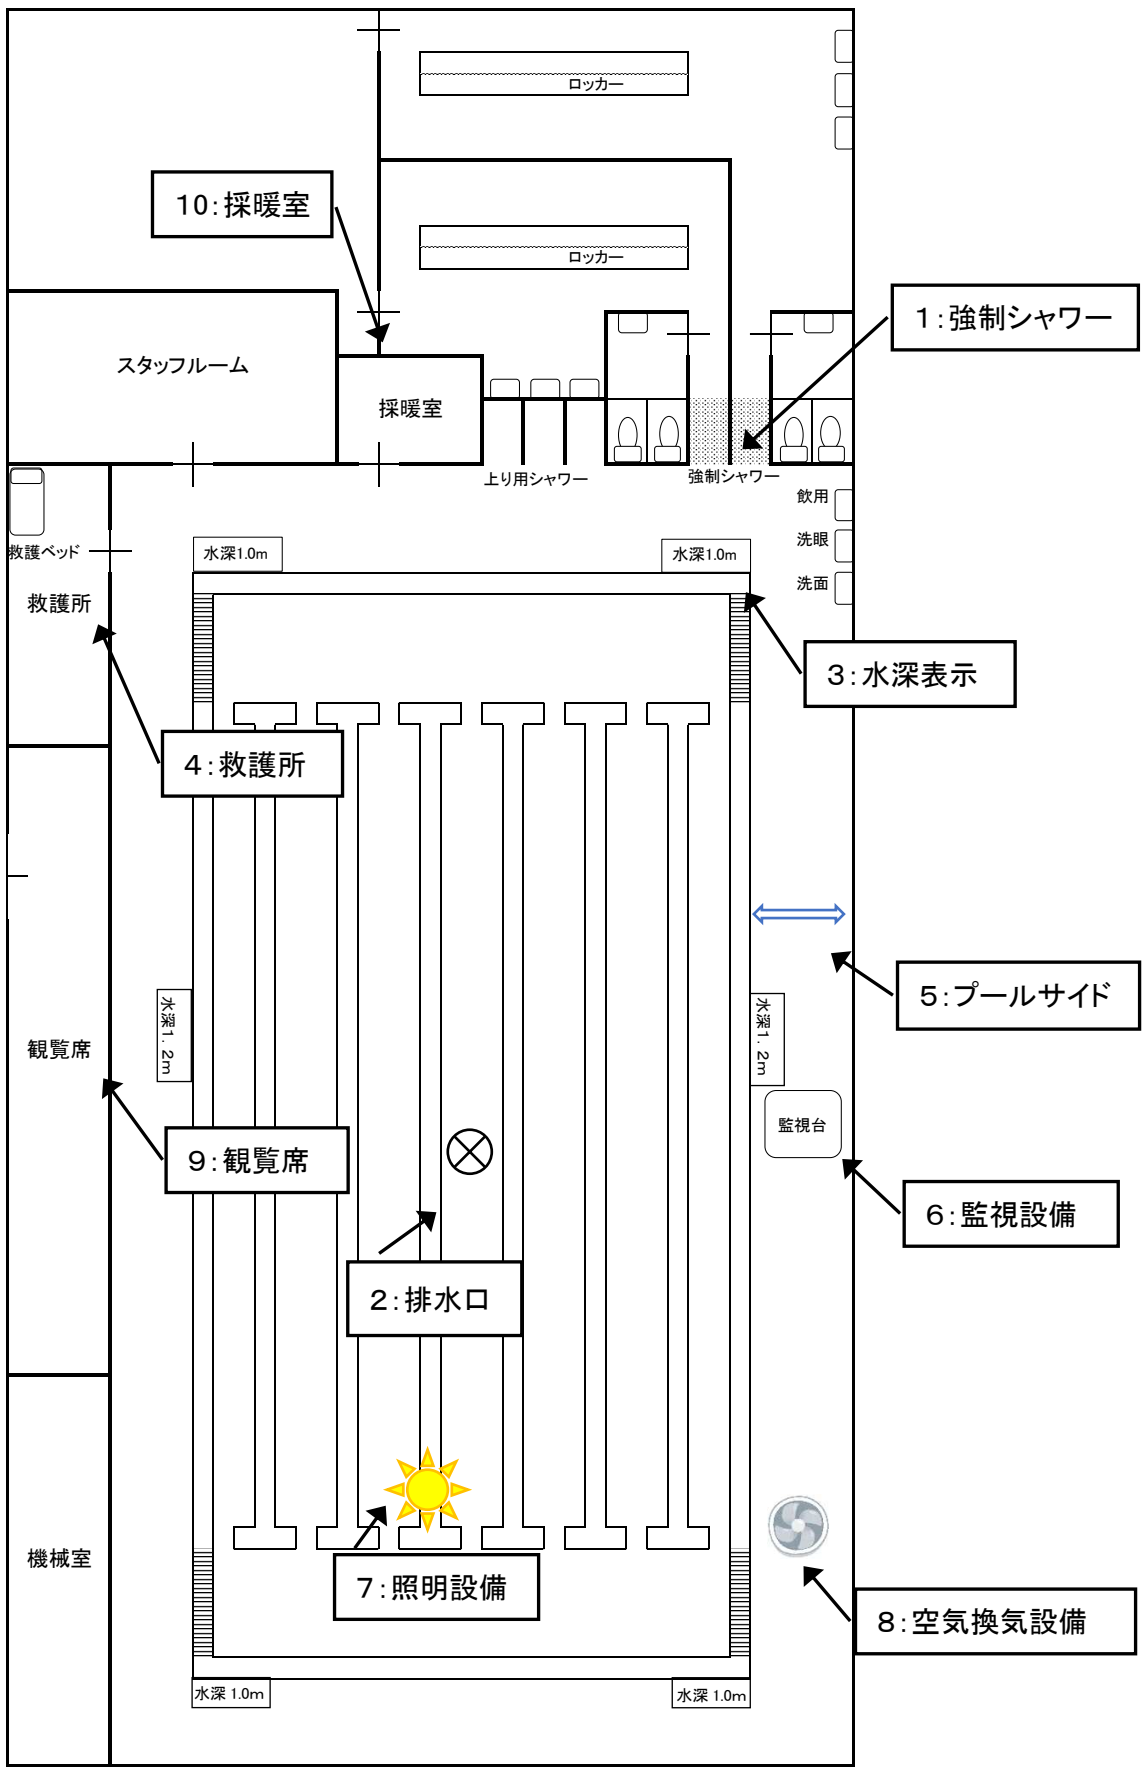 ロッカー
10:採暖室
ロッカー
1:強制シャワー
スタッフルーム
採暖室
上り用シャワー
強制シャワー
飲用
救護ベッド
水深1.0m
水深1.0m
洗眼
洗面
救護所
3:水深表示
4:救護所
5:プールサイド
水深1.2m
水深1.2m
観覧席
監視台
9:観覧席
6:監視設備
2:排水口
機械室
7:照明設備
8:空気換気設備
水深 1.0m
水深 1.0m